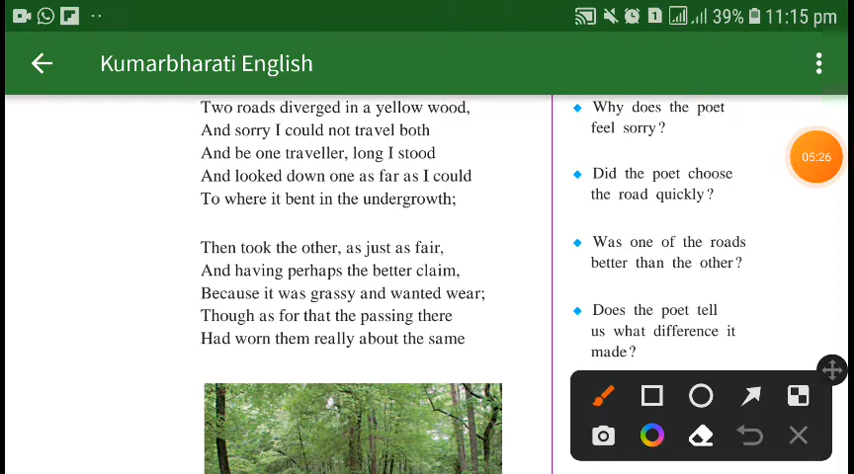 39% 11:15 pm
Kumarbharati English
Two roads diverged in a yellow wood,
And sorry I could not travel both
And be one traveller, long I stood
And looked down one as far as I could
To where it bent in the undergrowth;
Then took the other, as just as fair,
And having perhaps the better claim,
Because it was grassy and wanted wear;
Though as for that the passing there
Had worn them really about the same
Why does the poet
feel sorry?
Did the poet choose
the road quickly?
Was one of the roads
better than the other?
Does the poet tell
us what difference it
made?
05:26